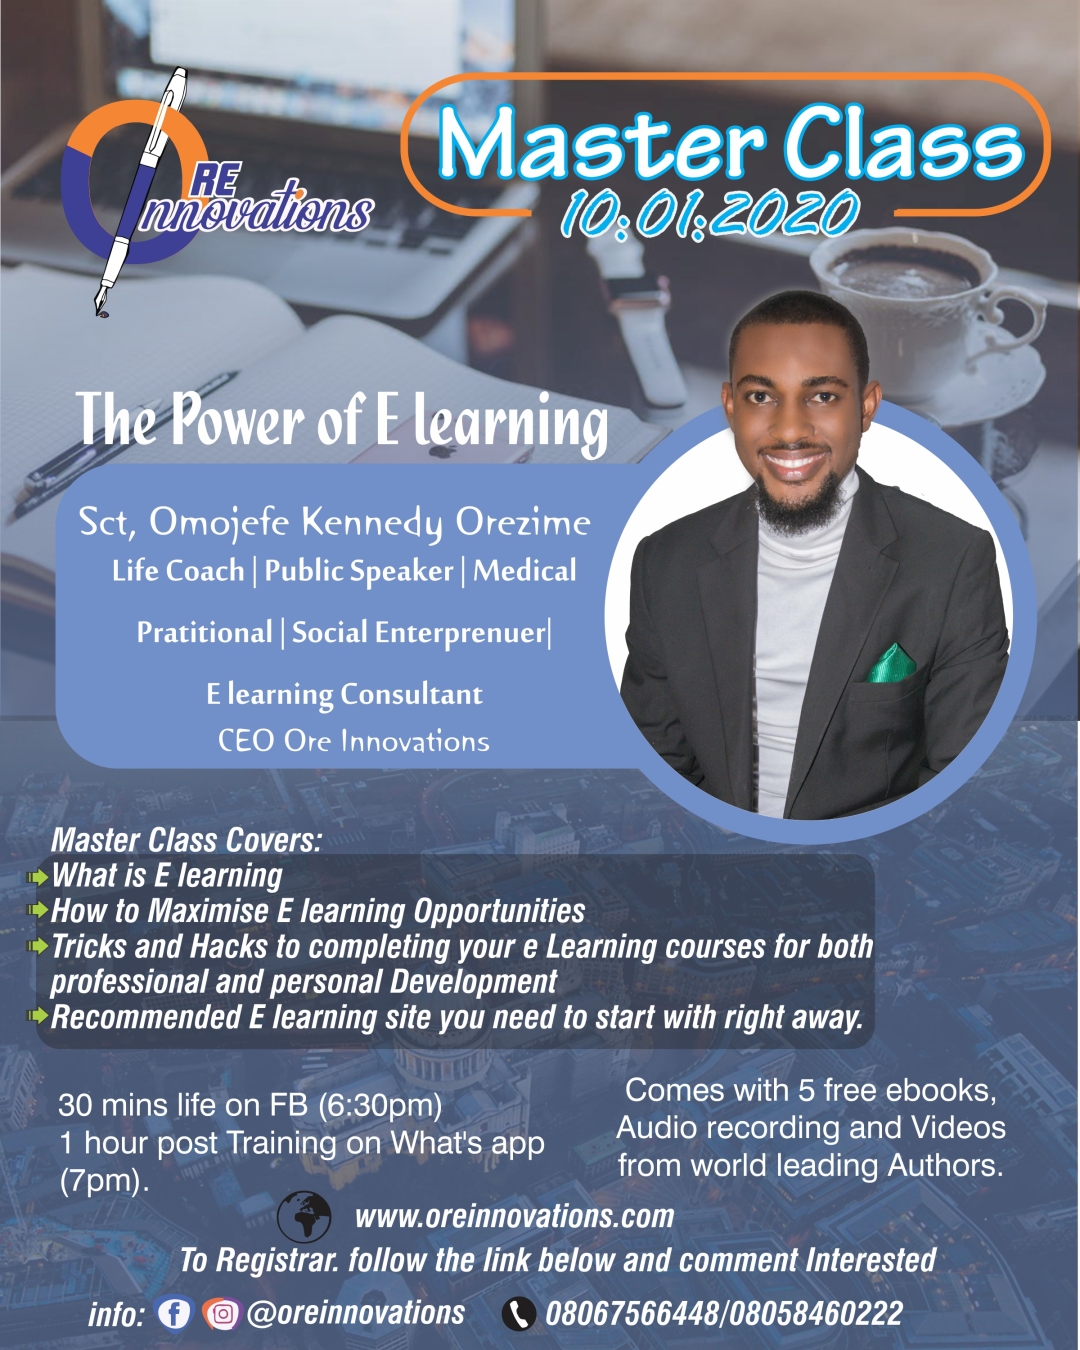 ORE
Innovations
Master Class
10:01:2020
The Power of E learning
Sct, Omojefe Kennedy Orezime
Life Coach | Public Speaker | Medical
Pratitional | Social Enterprenuer|
E learning Consultant
CEO Ore Innovations
Master Class Covers:
What is E learning
How to Maximise E learning Opportunities
Tricks and Hacks to completing your e Learning courses for both
professional and personal Development
Recommended E learning site you need to start with right away.
30 mins life on FB (6:30pm)
1 hour post Training on What's app
(7pm).
Comes with 5 free ebooks,
Audio recording and Videos
from world leading Authors.
www.oreinnovations.com
To Registrar. follow the link below and comment Interested
info: @oreinnovations 08067566448/08058460222